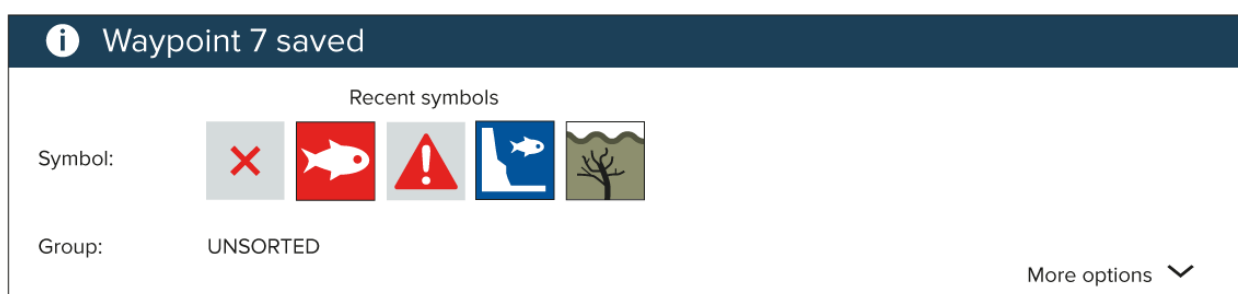 Waypoint 7 saved
Recent symbols
Symbol:
Group: UNSORTED
More options